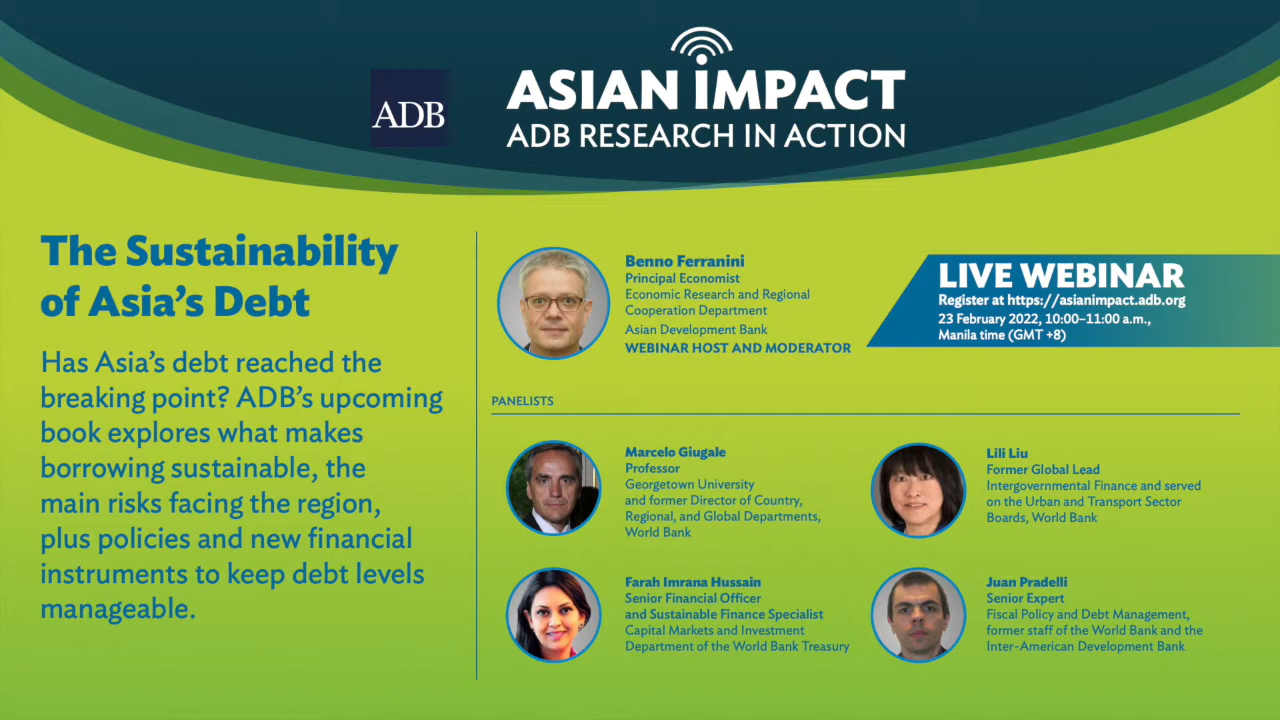 ADB
ASIAN iMPACT
ADB RESEARCH IN ACTION
The Sustainability
of Asia's Debt
Has Asia's debt reached the
breaking point? ADB's upcoming
book explores what makes
borrowing sustainable, the
main risks facing the region,
plus policies and new financial
instruments to keep debt levels
manageable.
Benno Ferranini
Principal Economist
Economic Research and Regional
Cooperation Department
Asian Development Bank
WEBINAR HOST AND MODERATOR
LIVE WEBINAR
Register at https://asianimpact.adb.org
23 February 2022, 10:00–11:00 a.m.,
Manila time (GMT +8)
PANELISTS
Marcelo Giugale
Professor
Georgetown University
and former Director of Country,
Regional, and Global Departments,
World Bank
Lili Liu
Former Global Lead
Intergovernmental Finance and served
on the Urban and Transport Sector
Boards, World Bank
Farah Imrana Hussain
Senior Financial Officer
and Sustainable Finance Specialist
Capital Markets and Investment
Department of the World Bank Treasury
Juan Pradelli
Senior Expert
Fiscal Policy and Debt Management,
former staff of the World Bank and the
Inter-American Development Bank